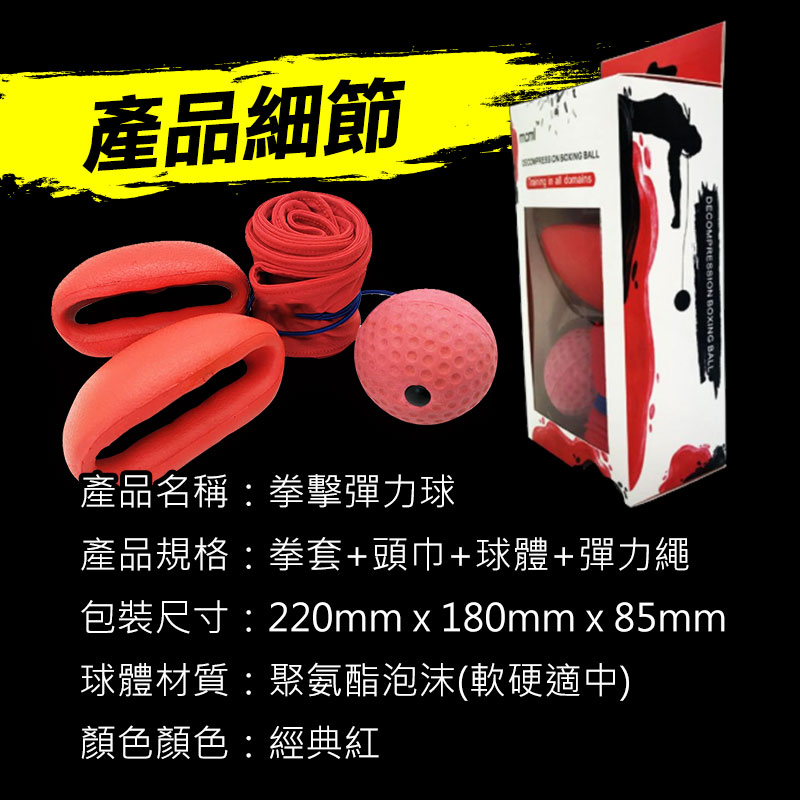 產品細節
mcml
DECOMPRESSION BOXING BALL
Training in all domains
DECOMPRESSION BOXING BALL
產品名稱：拳擊彈力球
產品規格：拳套+頭巾+球體+彈力繩
包裝尺寸：220mm x 180mm x 85mm
球體材質：聚氨酯泡沫(軟硬適中)
顏色顏色：經典紅